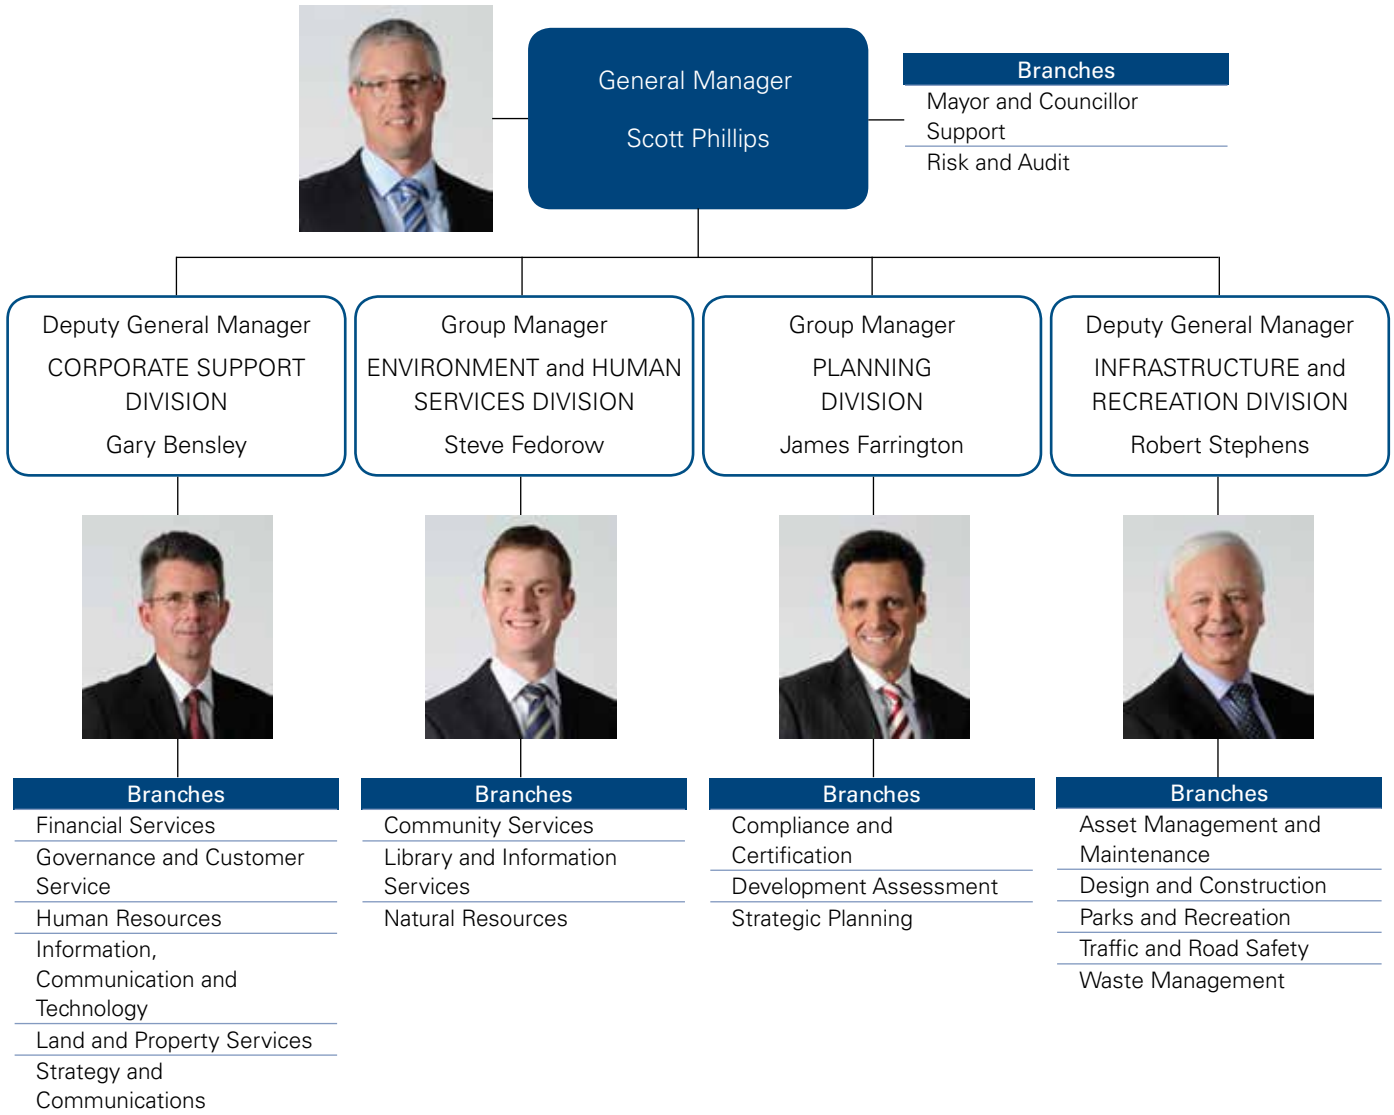 General Manager
Scott Phillips
Branches
Mayor and Councillor
Support
Risk and Audit
Deputy General Manager
CORPORATE SUPPORT
DIVISION
Gary Bensley
Group Manager
ENVIRONMENT and HUMAN
SERVICES DIVISION
Steve Fedorow
Group Manager
PLANNING
DIVISION
James Farrington
Deputy General Manager
INFRASTRUCTURE and
RECREATION DIVISION
Robert Stephens
Branches
Financial Services
Governance and Customer
Service
Human Resources
Information,
Communication and
Technology
Land and Property Services
Strategy and
Communications
Branches
Community Services
Library and Information
Services
Natural Resources
Branches
Compliance and
Certification
Development Assessment
Strategic Planning
Branches
Asset Management and
Maintenance
Design and Construction
Parks and Recreation
Traffic and Road Safety
Waste Management